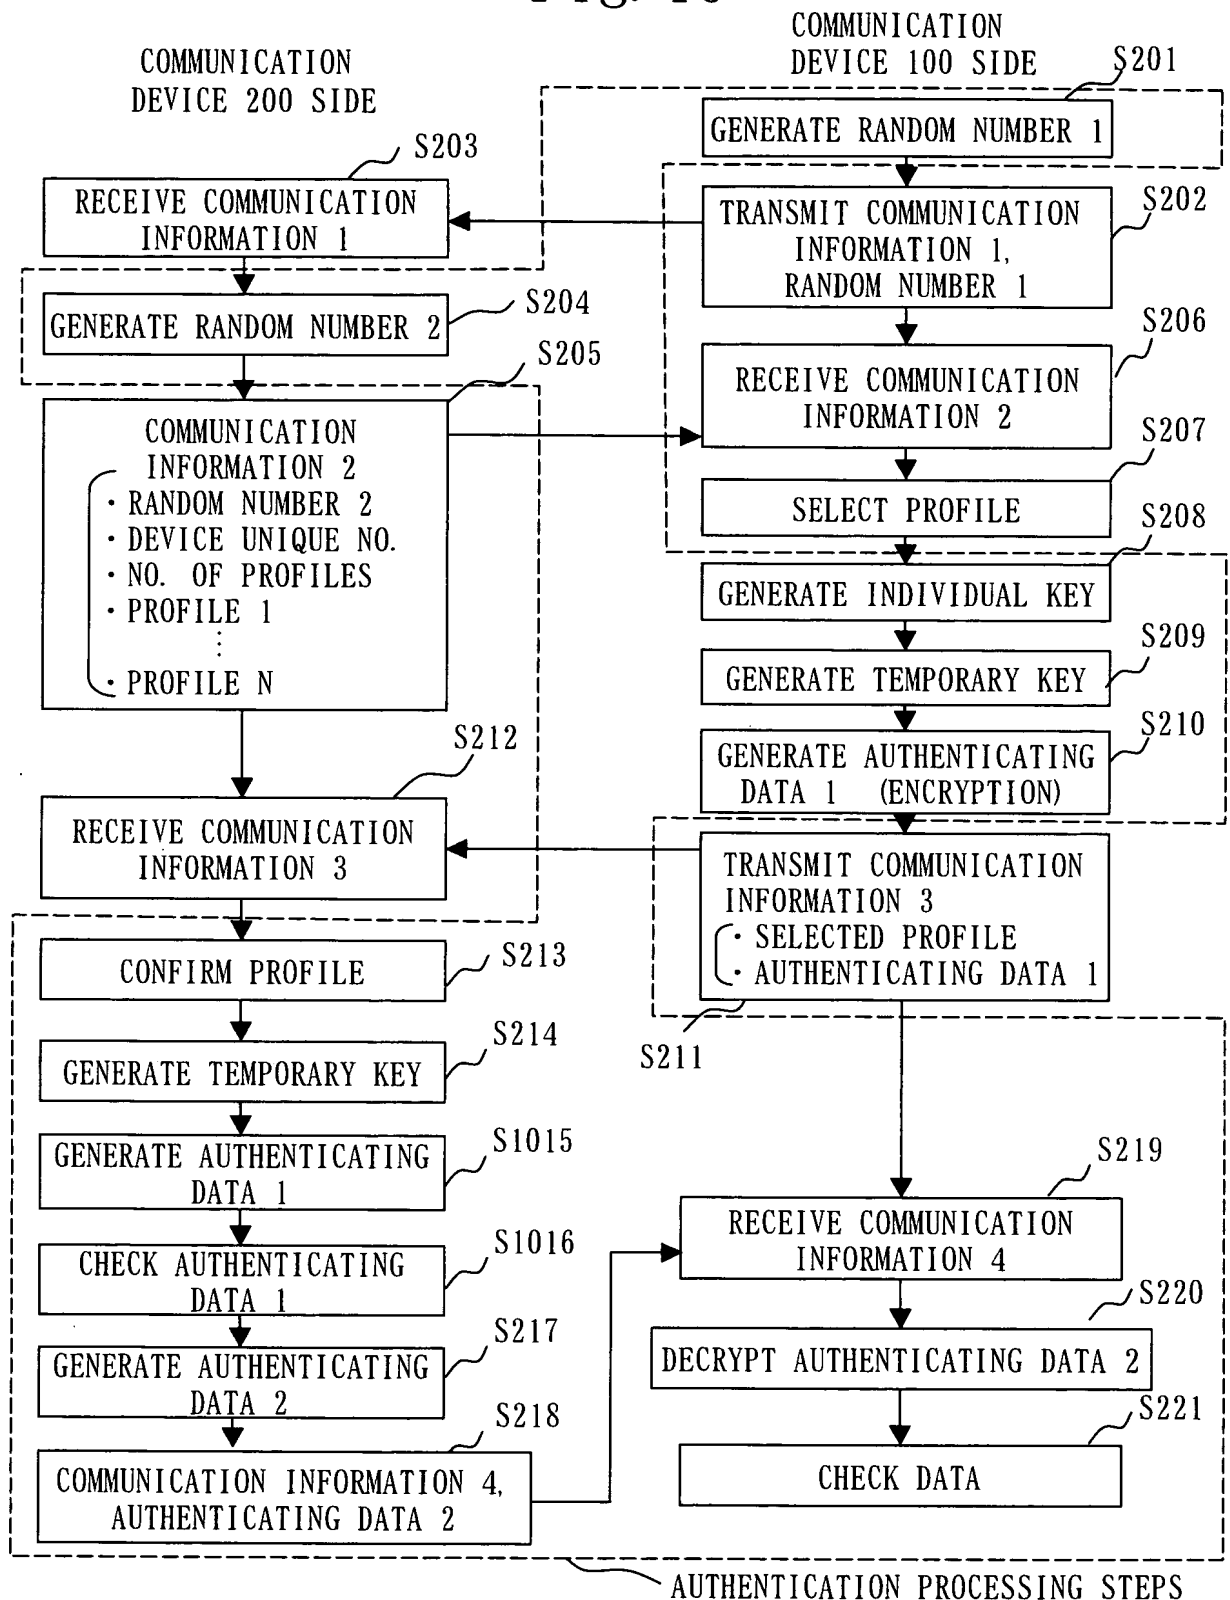 COMMUNICATION
DEVICE 200 SIDE
COMMUNICATION
DEVICE 100 SIDE
S201
GENERATE RANDOM NUMBER 1
S203
RECEIVE COMMUNICATION
INFORMATION 1
S202
TRANSMIT COMMUNICATION
INFORMATION 1,
RANDOM NUMBER 1
S204
GENERATE RANDOM NUMBER 2
S206
RECEIVE COMMUNICATION
INFORMATION 2
S205
COMMUNICATION
INFORMATION 2
· RANDOM NUMBER 2
· DEVICE UNIQUE NO.
· NO. OF PROFILES
· PROFILE 1
⋮
· PROFILE N
S207
SELECT PROFILE
S208
GENERATE INDIVIDUAL KEY
S209
GENERATE TEMPORARY KEY
S210
GENERATE AUTHENTICATING
DATA 1 (ENCRYPTION)
S212
RECEIVE COMMUNICATION
INFORMATION 3
TRANSMIT COMMUNICATION
INFORMATION 3
· SELECTED PROFILE
· AUTHENTICATING DATA 1
S211
S213
CONFIRM PROFILE
S214
GENERATE TEMPORARY KEY
S1015
GENERATE AUTHENTICATING
DATA 1
S1016
CHECK AUTHENTICATING
DATA 1
S217
GENERATE AUTHENTICATING
DATA 2
S218
COMMUNICATION INFORMATION 4,
AUTHENTICATING DATA 2
S219
RECEIVE COMMUNICATION
INFORMATION 4
S220
DECRYPT AUTHENTICATING DATA 2
S221
CHECK DATA
AUTHENTICATION PROCESSING STEPS